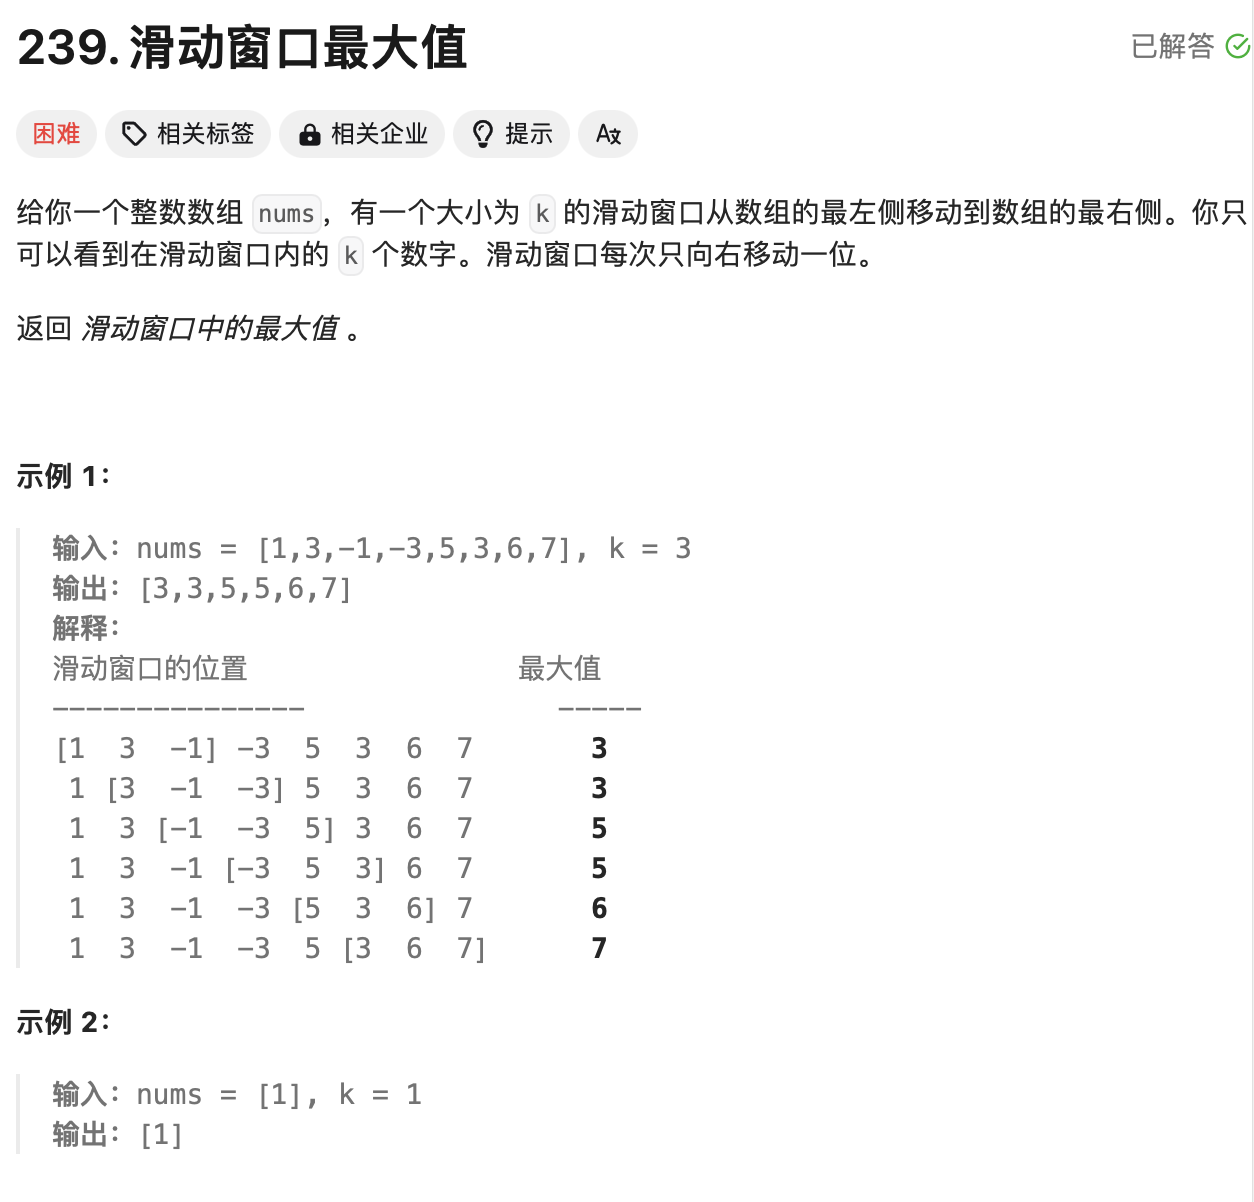 239. 滑动窗口最大值
已解答
困难 相关标签 相关企业 提示
给你一个整数数组 nums，有一个大小为 k 的滑动窗口从数组的最左侧移动到数组的最右侧。你只
可以看到在滑动窗口内的 k 个数字。滑动窗口每次只向右移动一位。
返回 滑动窗口中的最大值 。
示例 1：
输入：nums = [1,3,-1,-3,5,3,6,7], k = 3
输出：[3,3,5,5,6,7]
解释：
滑动窗口的位置                最大值
---------------               -----
[1  3  -1] -3  5  3  6  7       3
 1 [3  -1  -3] 5  3  6  7       3
 1  3 [-1  -3  5] 3  6  7       5
 1  3  -1 [-3  5  3] 6  7       5
 1  3  -1  -3 [5  3  6] 7       6
 1  3  -1  -3  5 [3  6  7]      7
示例 2：
输入：nums = [1], k = 1
输出：[1]